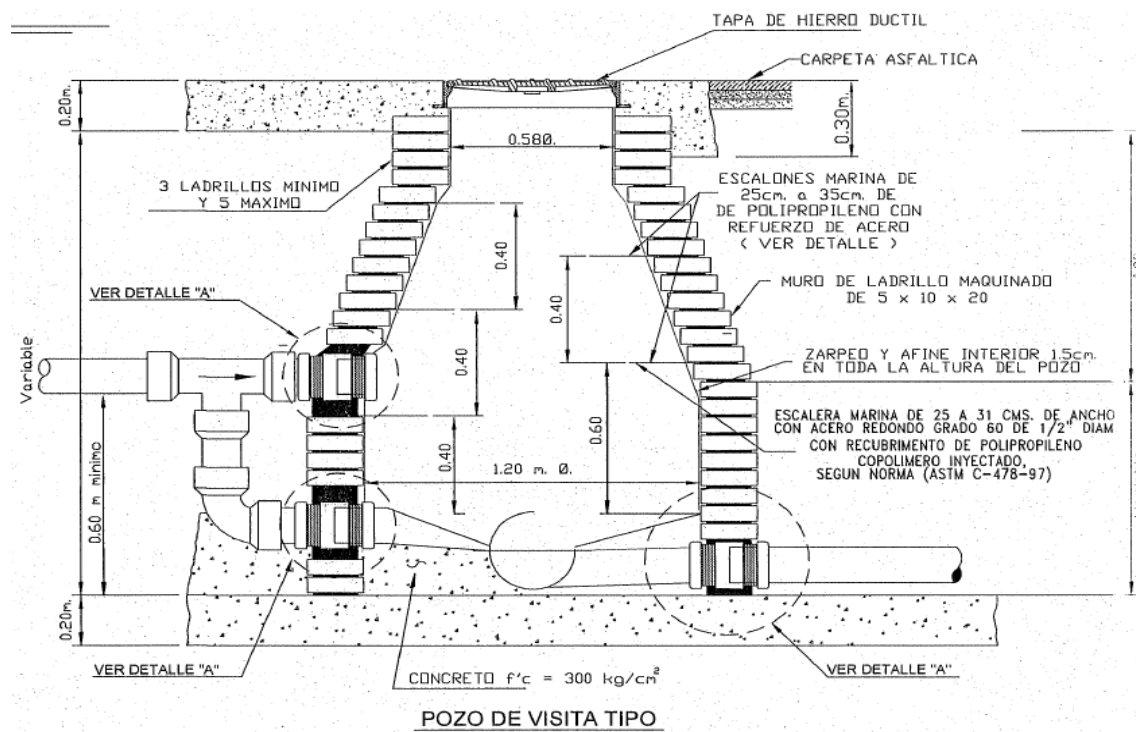 TAPA DE HIERRO DUCTIL
CARPETA ASFALTICA
0.20m.
0.30m.
0.580.
3 LADRILLOS MINIMO
Y 5 MAXIMO
ESCALONES MARINA DE
25cm. a 35cm. DE
DE POLIPROPILENO CON
REFUERZO DE ACERO
( VER DETALLE )
0.40
0.40
MURO DE LADRILLO MAQUINADO
DE 5 x 10 x 20
VER DETALLE "A"
0.40
Variable
ZARPEO Y AFINE INTERIOR 1.5cm.
EN TODA LA ALTURA DEL POZO
ESCALERA MARINA DE 25 A 31 CMS. DE ANCHO
CON ACERO REDONDO GRADO 60 DE 1/2" DIAM
CON RECUBRIMENTO DE POLIPROPILENO
COPOLIMERO INYECTADO,
SEGUN NORMA (ASTM C-478-97)
0.60
0.40
1.20 m. Ø.
0.60 m minimo
0.20m.
VER DETALLE "A"
CONCRETO f'c = 300 kg/cm²
VER DETALLE "A"
POZO DE VISITA TIPO